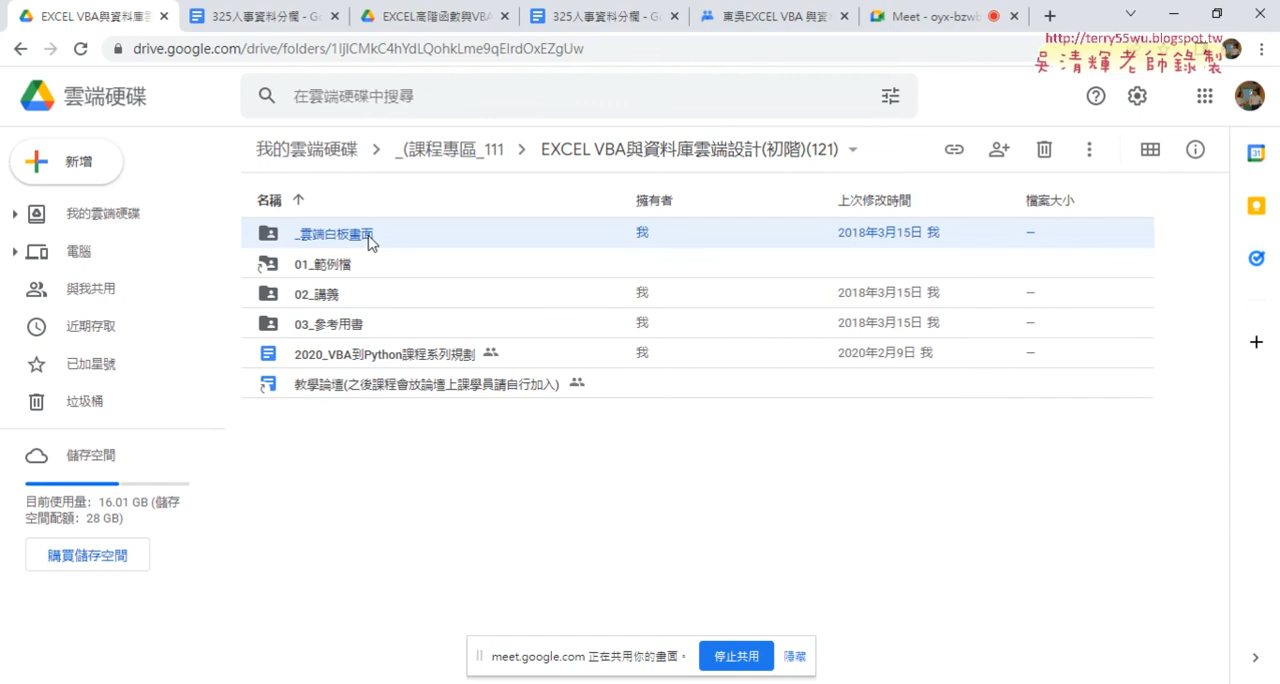 EXCEL VBA與資料庫雲
325人事資料分欄 - Go
EXCEL高階函數與VBA
325人事資料分欄 - Go
東吳EXCEL VBA 與資
Meet - oyx-bzwb
drive.google.com/drive/folders/1ljlCMkC4hYdLQohkLme9qElrdOxEZgUw
http://terry55wu.blogspot.tw
吳清輝老師錄製
雲端硬碟
在雲端硬碟中搜尋
新增
我的雲端硬碟 > _(課程專區_111 > EXCEL VBA與資料庫雲端設計(初階)(121)
名稱 擁有者 上次修改時間 檔案大小
_雲端白板畫面 我 2018年3月15日 我 –
01_範例檔
02_講義 我 2018年3月15日 我 –
03_參考用書 我 2018年3月15日 我 –
2020_VBA到Python課程系列規劃 我 2020年2月9日 我 –
教學論壇(之後課程會放論壇上課學員請自行加入)
我的雲端硬碟
電腦
與我共用
近期存取
已加星號
垃圾桶
儲存空間
目前使用量：16.01 GB (儲存
空間配額：28 GB)
購買儲存空間
31
meet.google.com 正在共用你的畫面。
停止共用
隱藏